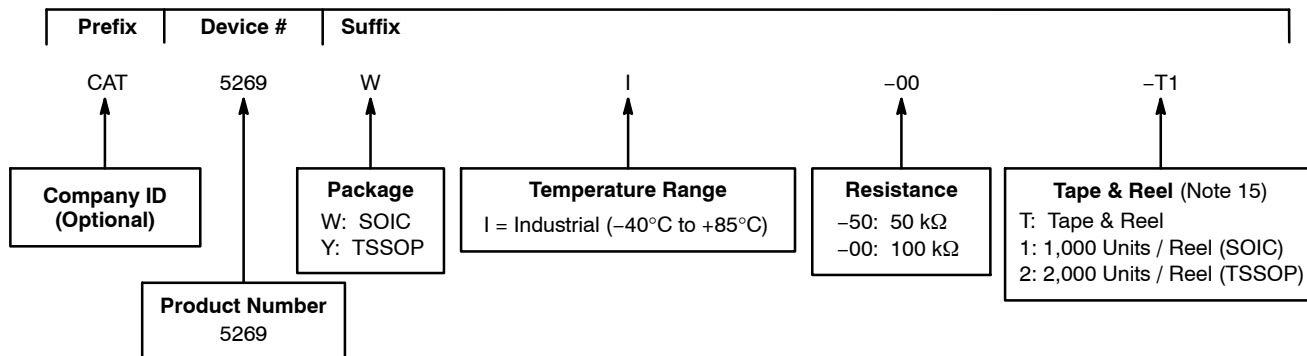 Prefix Device # Suffix
CAT 5269 W I −00 −T1
Company ID
(Optional)
Product Number
5269
Package
W: SOIC
Y: TSSOP
Temperature Range
I = Industrial (−40°C to +85°C)
Resistance
−50: 50 kΩ
−00: 100 kΩ
Tape & Reel (Note 15)
T: Tape & Reel
1: 1,000 Units / Reel (SOIC)
2: 2,000 Units / Reel (TSSOP)